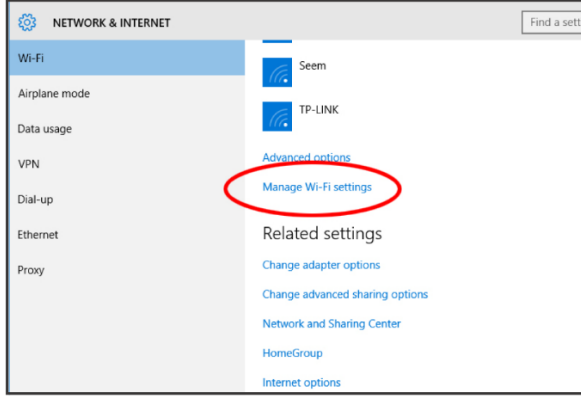 NETWORK & INTERNET
Find a sett
Wi-Fi
Airplane mode
Data usage
VPN
Dial-up
Ethernet
Proxy
Seem
TP-LINK
Advanced options
Manage Wi-Fi settings
Related settings
Change adapter options
Change advanced sharing options
Network and Sharing Center
HomeGroup
Internet options